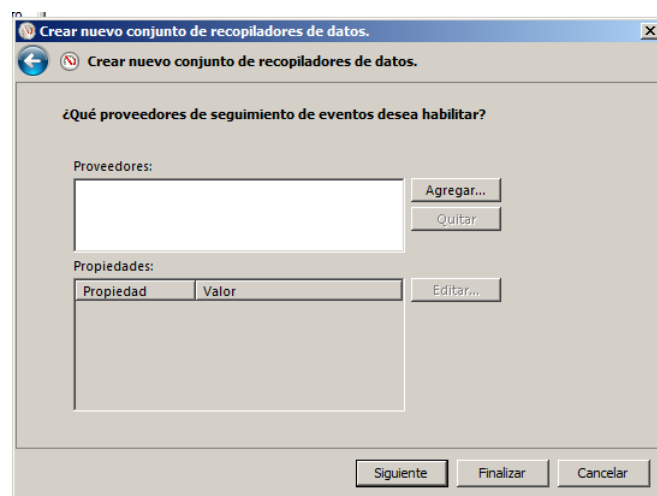 Crear nuevo conjunto de recopiladores de datos.
Crear nuevo conjunto de recopiladores de datos.
¿Qué proveedores de seguimiento de eventos desea habilitar?
Proveedores:
Agregar...
Quitar
Propiedades:
Propiedad Valor
Editar...
Siguiente Finalizar Cancelar